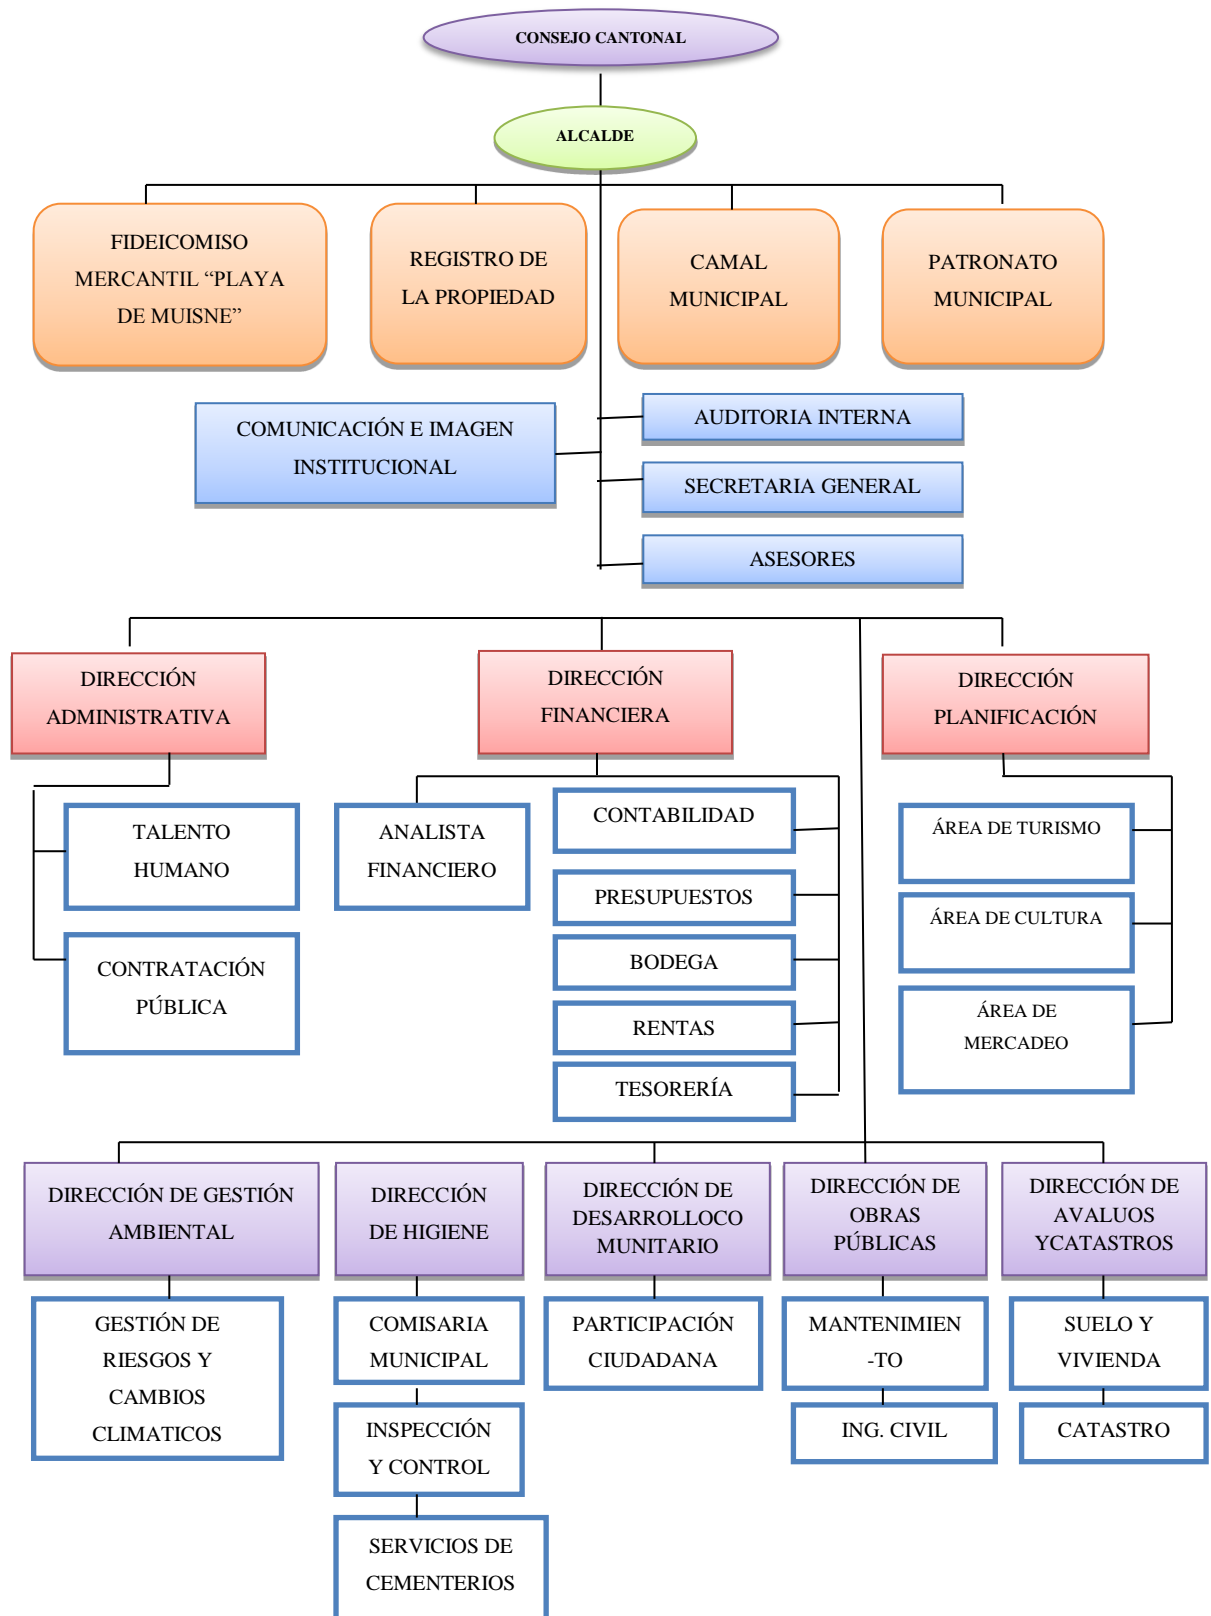 CONSEJO CANTONAL
ALCALDE
FIDEICOMISO
MERCANTIL “PLAYA
DE MUISNE”
REGISTRO DE
LA PROPIEDAD
CAMAL
MUNICIPAL
PATRONATO
MUNICIPAL
COMUNICACIÓN E IMAGEN
INSTITUCIONAL
AUDITORIA INTERNA
SECRETARIA GENERAL
ASESORES
DIRECCIÓN
ADMINISTRATIVA
DIRECCIÓN
FINANCIERA
DIRECCIÓN
PLANIFICACIÓN
TALENTO
HUMANO
CONTRATACIÓN
PÚBLICA
ANALISTA
FINANCIERO
CONTABILIDAD
PRESUPUESTOS
BODEGA
RENTAS
TESORERÍA
ÁREA DE TURISMO
ÁREA DE CULTURA
ÁREA DE
MERCADEO
DIRECCIÓN DE GESTIÓN
AMBIENTAL
DIRECCIÓN
DE HIGIENE
DIRECCIÓN DE
DESARROLLOCO
MUNITARIO
DIRECCIÓN DE
OBRAS
PÚBLICAS
DIRECCIÓN DE
AVALUOS
YCATASTROS
GESTIÓN DE
RIESGOS Y
CAMBIOS
CLIMATICOS
COMISARIA
MUNICIPAL
INSPECCIÓN
Y CONTROL
SERVICIOS DE
CEMENTERIOS
PARTICIPACIÓN
CIUDADANA
MANTENIMIEN
-TO
ING. CIVIL
SUELO Y
VIVIENDA
CATASTRO